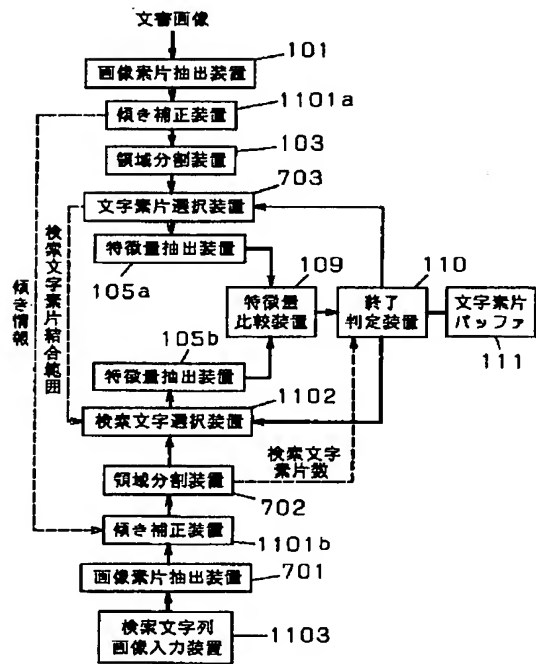 文書画像
101
画像素片抽出装置
1101a
傾き補正装置
103
領域分割装置
703
文字素片選択装置
特徴量抽出装置
105a
109
特徴量
比較装置
110
終了
判定装置
文字素片
バッファ
111
105b
特徴量抽出装置
1102
検索文字選択装置
検索文字
素片数
領域分割装置
702
傾き補正装置
1101b
画像素片抽出装置
701
検索文字列
画像入力装置
1103
検索文字素片結合範囲
傾き情報